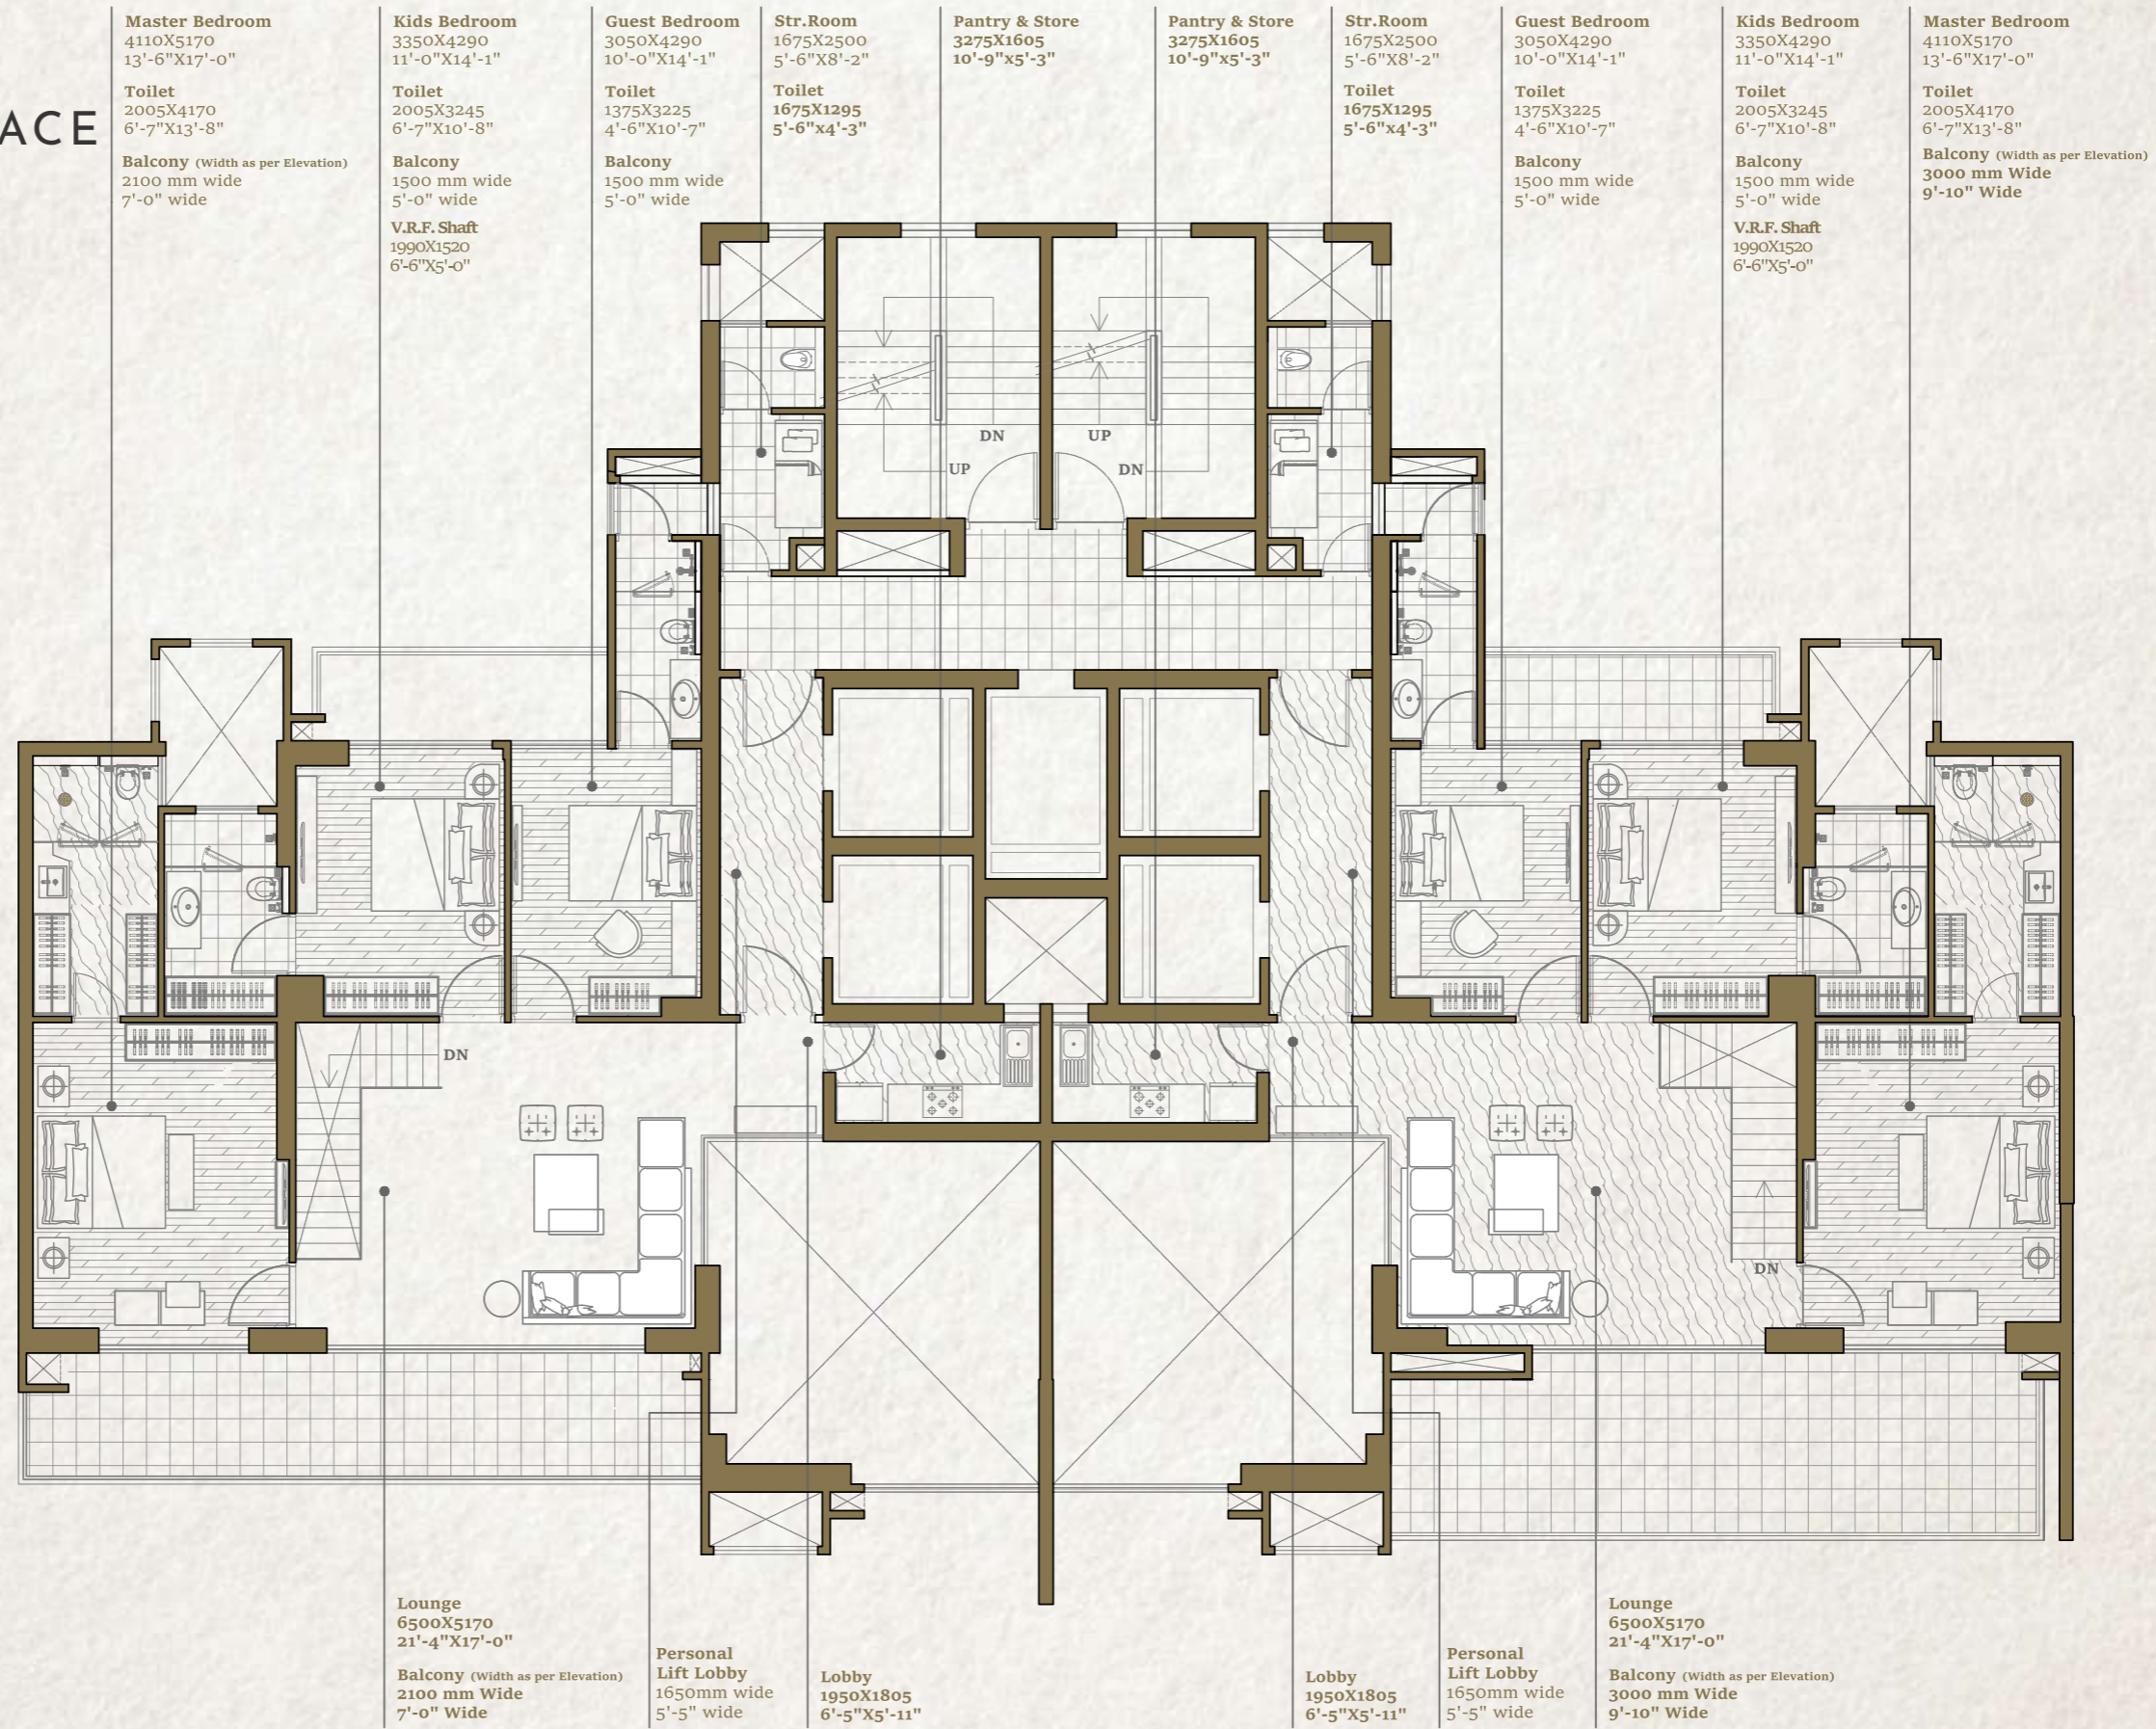 ACE
Master Bedroom
4110X5170
13'-6"X17'-0"
Toilet
2005X4170
6'-7"X13'-8"
Balcony (Width as per Elevation)
2100 mm wide
7'-0" wide
Kids Bedroom
3350X4290
11'-0"X14'-1"
Toilet
2005X3245
6'-7"X10'-8"
Balcony
1500 mm wide
5'-0" wide
V.R.F. Shaft
1990X1520
6'-6"X5'-0"
Guest Bedroom
3050X4290
10'-0"X14'-1"
Toilet
1375X3225
4'-6"X10'-7"
Balcony
1500 mm wide
5'-0" wide
Str.Room
1675X2500
5'-6"X8'-2"
Toilet
1675X1295
5'-6"x4'-3"
Pantry & Store
3275X1605
10'-9"x5'-3"
Pantry & Store
3275X1605
10'-9"x5'-3"
Str.Room
1675X2500
5'-6"X8'-2"
Toilet
1675X1295
5'-6"x4'-3"
Guest Bedroom
3050X4290
10'-0"X14'-1"
Toilet
1375X3225
4'-6"X10'-7"
Balcony
1500 mm wide
5'-0" wide
Kids Bedroom
3350X4290
11'-0"X14'-1"
Toilet
2005X3245
6'-7"X10'-8"
Balcony
1500 mm wide
5'-0" wide
V.R.F. Shaft
1990X1520
6'-6"X5'-0"
Master Bedroom
4110X5170
13'-6"X17'-0"
Toilet
2005X4170
6'-7"X13'-8"
Balcony (Width as per Elevation)
3000 mm Wide
9'-10" Wide
DN
UP
UP
DN
DN
DN
Lounge
6500X5170
21'-4"X17'-0"
Balcony (Width as per Elevation)
2100 mm Wide
7'-0" Wide
Personal
Lift Lobby
1650mm wide
5'-5" wide
Lobby
1950X1805
6'-5"X5'-11"
Lobby
1950X1805
6'-5"X5'-11"
Personal
Lift Lobby
1650mm wide
5'-5" wide
Lounge
6500X5170
21'-4"X17'-0"
Balcony (Width as per Elevation)
3000 mm Wide
9'-10" Wide